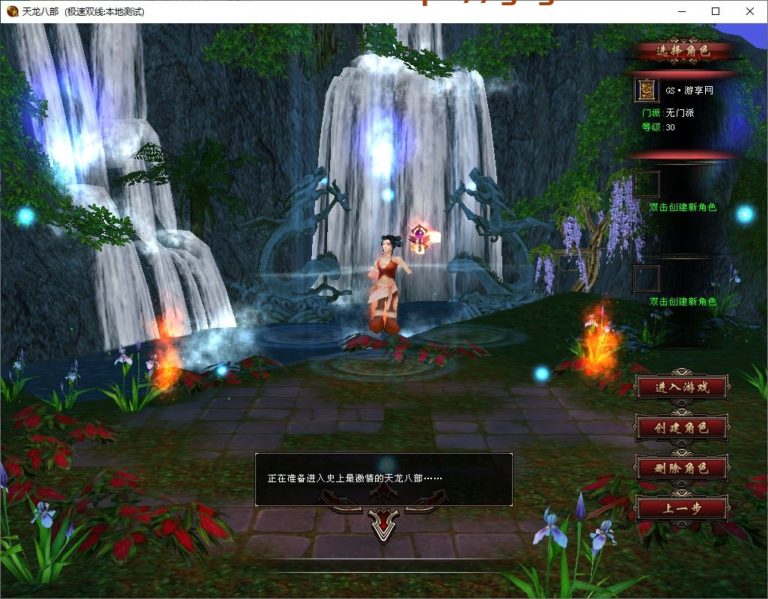 天龙八部 (极速双线:本地测试)
选择角色
GS·游享网
门派:无门派
等级:30
双击创建新角色
双击创建新角色
进入游戏
创建角色
删除角色
上一步
正在准备进入史上最激情的天龙八部……